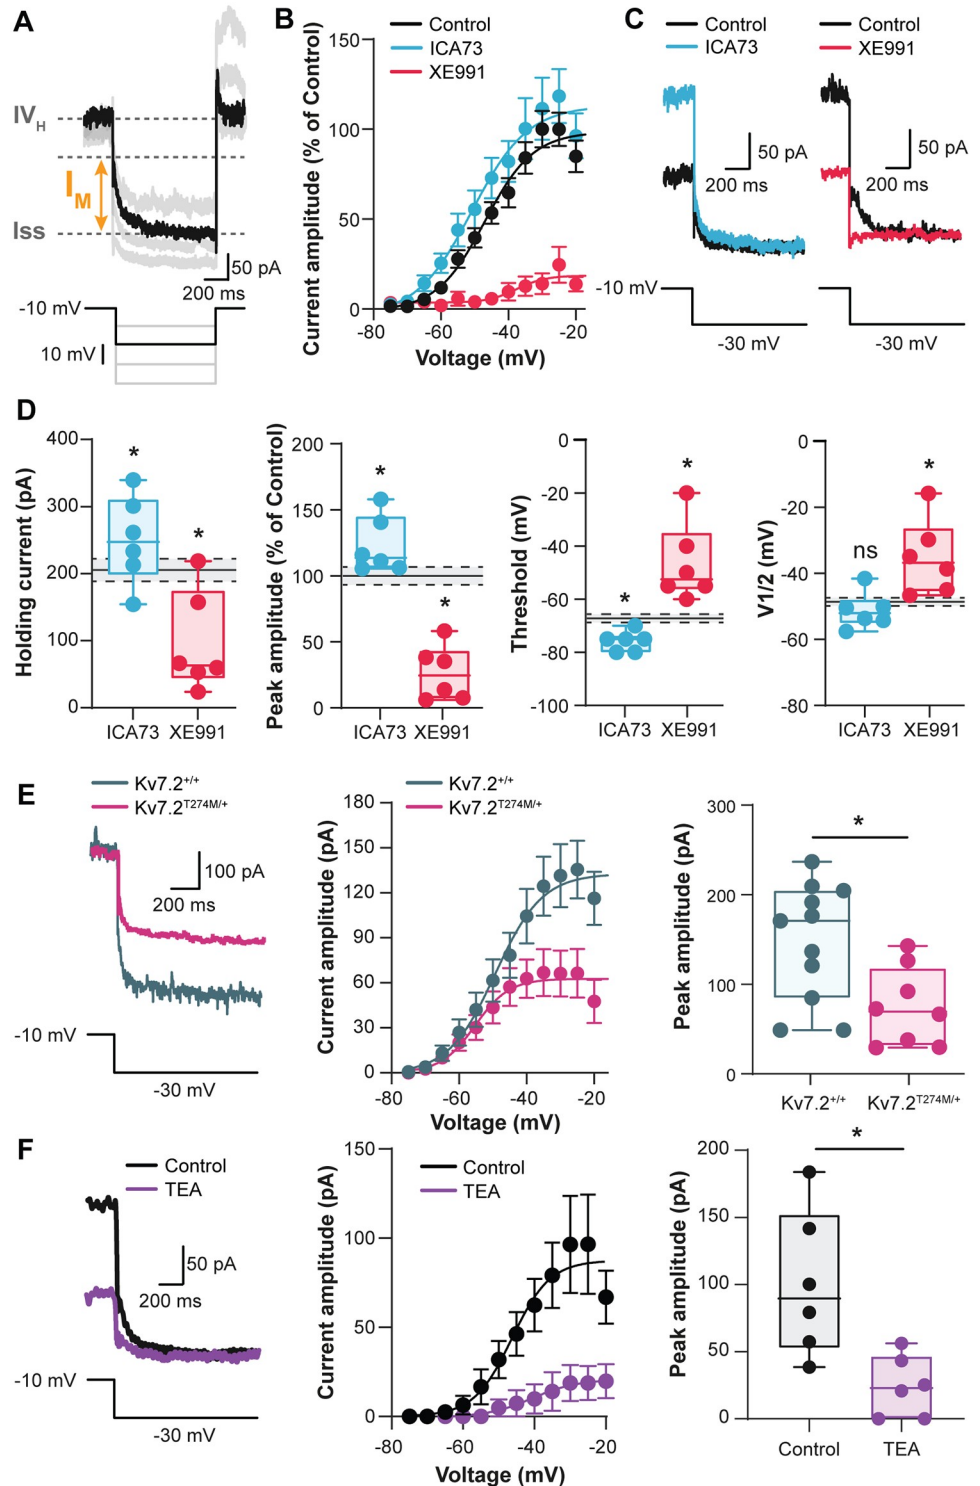 A
IVH
IM
Iss
50 pA
200 ms
-10 mV
10 mV
B
Control
ICA73
XE991
Current amplitude (% of Control)
150
100
50
0
-80 -60 -40 -20
Voltage (mV)
C
Control
ICA73
50 pA
200 ms
-10 mV
-30 mV
Control
XE991
50 pA
200 ms
-30 mV
D
Holding current (pA)
400
300
200
100
0
*
*
ICA73 XE991
Peak amplitude (% of Control)
200
150
100
50
0
*
*
ICA73 XE991
Threshold (mV)
0
-20
-40
-60
-80
-100
*
*
ICA73 XE991
V1/2 (mV)
0
-20
-40
-60
-80
ns
*
ICA73 XE991
E
Kv7.2+/+
Kv7.2T274M/+
100 pA
200 ms
-10 mV
-30 mV
Kv7.2+/+
Kv7.2T274M/+
Current amplitude (pA)
180
150
120
90
60
30
0
-80 -60 -40 -20
Voltage (mV)
Peak amplitude (pA)
300
200
100
0
*
Kv7.2+/+ Kv7.2T274M/+
F
Control
TEA
50 pA
200 ms
-10 mV
-30 mV
Control
TEA
Current amplitude (pA)
150
100
50
0
-80 -60 -40 -20
Voltage (mV)
Peak amplitude (pA)
200
150
100
50
0
*
Control TEA